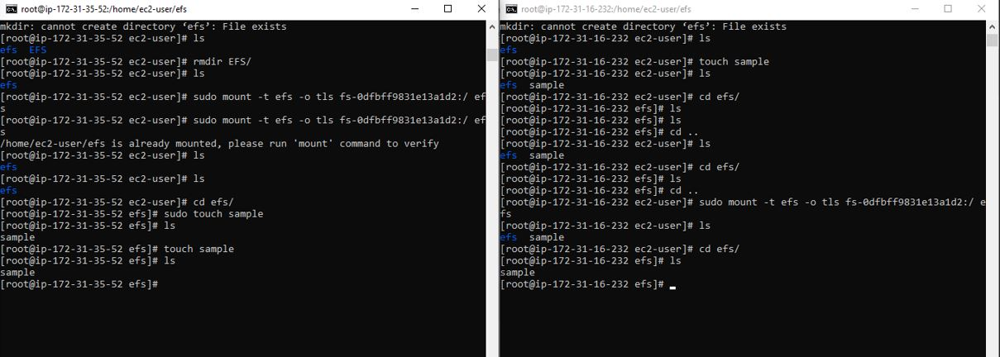 root@ip-172-31-35-52:/home/ec2-user/efs
mkdir: cannot create directory ‘efs’: File exists
[root@ip-172-31-35-52 ec2-user]# ls
efs  EFS
[root@ip-172-31-35-52 ec2-user]# rmdir EFS/
[root@ip-172-31-35-52 ec2-user]# ls
efs
[root@ip-172-31-35-52 ec2-user]# sudo mount -t efs -o tls fs-0dfbff9831e13a1d2:/ ef
s
[root@ip-172-31-35-52 ec2-user]# sudo mount -t efs -o tls fs-0dfbff9831e13a1d2:/ ef
s
/home/ec2-user/efs is already mounted, please run 'mount' command to verify
[root@ip-172-31-35-52 ec2-user]# ls
efs
[root@ip-172-31-35-52 ec2-user]# ls
efs
[root@ip-172-31-35-52 ec2-user]# cd efs/
[root@ip-172-31-35-52 efs]# sudo touch sample
[root@ip-172-31-35-52 efs]# ls
sample
[root@ip-172-31-35-52 efs]# touch sample
[root@ip-172-31-35-52 efs]# ls
sample
[root@ip-172-31-35-52 efs]#
root@ip-172-31-16-232:/home/ec2-user/efs
mkdir: cannot create directory ‘efs’: File exists
[root@ip-172-31-16-232 ec2-user]# ls
efs
[root@ip-172-31-16-232 ec2-user]# touch sample
[root@ip-172-31-16-232 ec2-user]# ls
efs  sample
[root@ip-172-31-16-232 ec2-user]# cd efs/
[root@ip-172-31-16-232 efs]# ls
[root@ip-172-31-16-232 efs]# ls
[root@ip-172-31-16-232 efs]# cd ..
[root@ip-172-31-16-232 ec2-user]# ls
efs  sample
[root@ip-172-31-16-232 ec2-user]# cd efs/
[root@ip-172-31-16-232 efs]# ls
[root@ip-172-31-16-232 efs]# cd ..
[root@ip-172-31-16-232 ec2-user]# sudo mount -t efs -o tls fs-0dfbff9831e13a1d2:/ e
fs
[root@ip-172-31-16-232 ec2-user]# ls
efs  sample
[root@ip-172-31-16-232 ec2-user]# cd efs/
[root@ip-172-31-16-232 efs]# ls
sample
[root@ip-172-31-16-232 efs]#